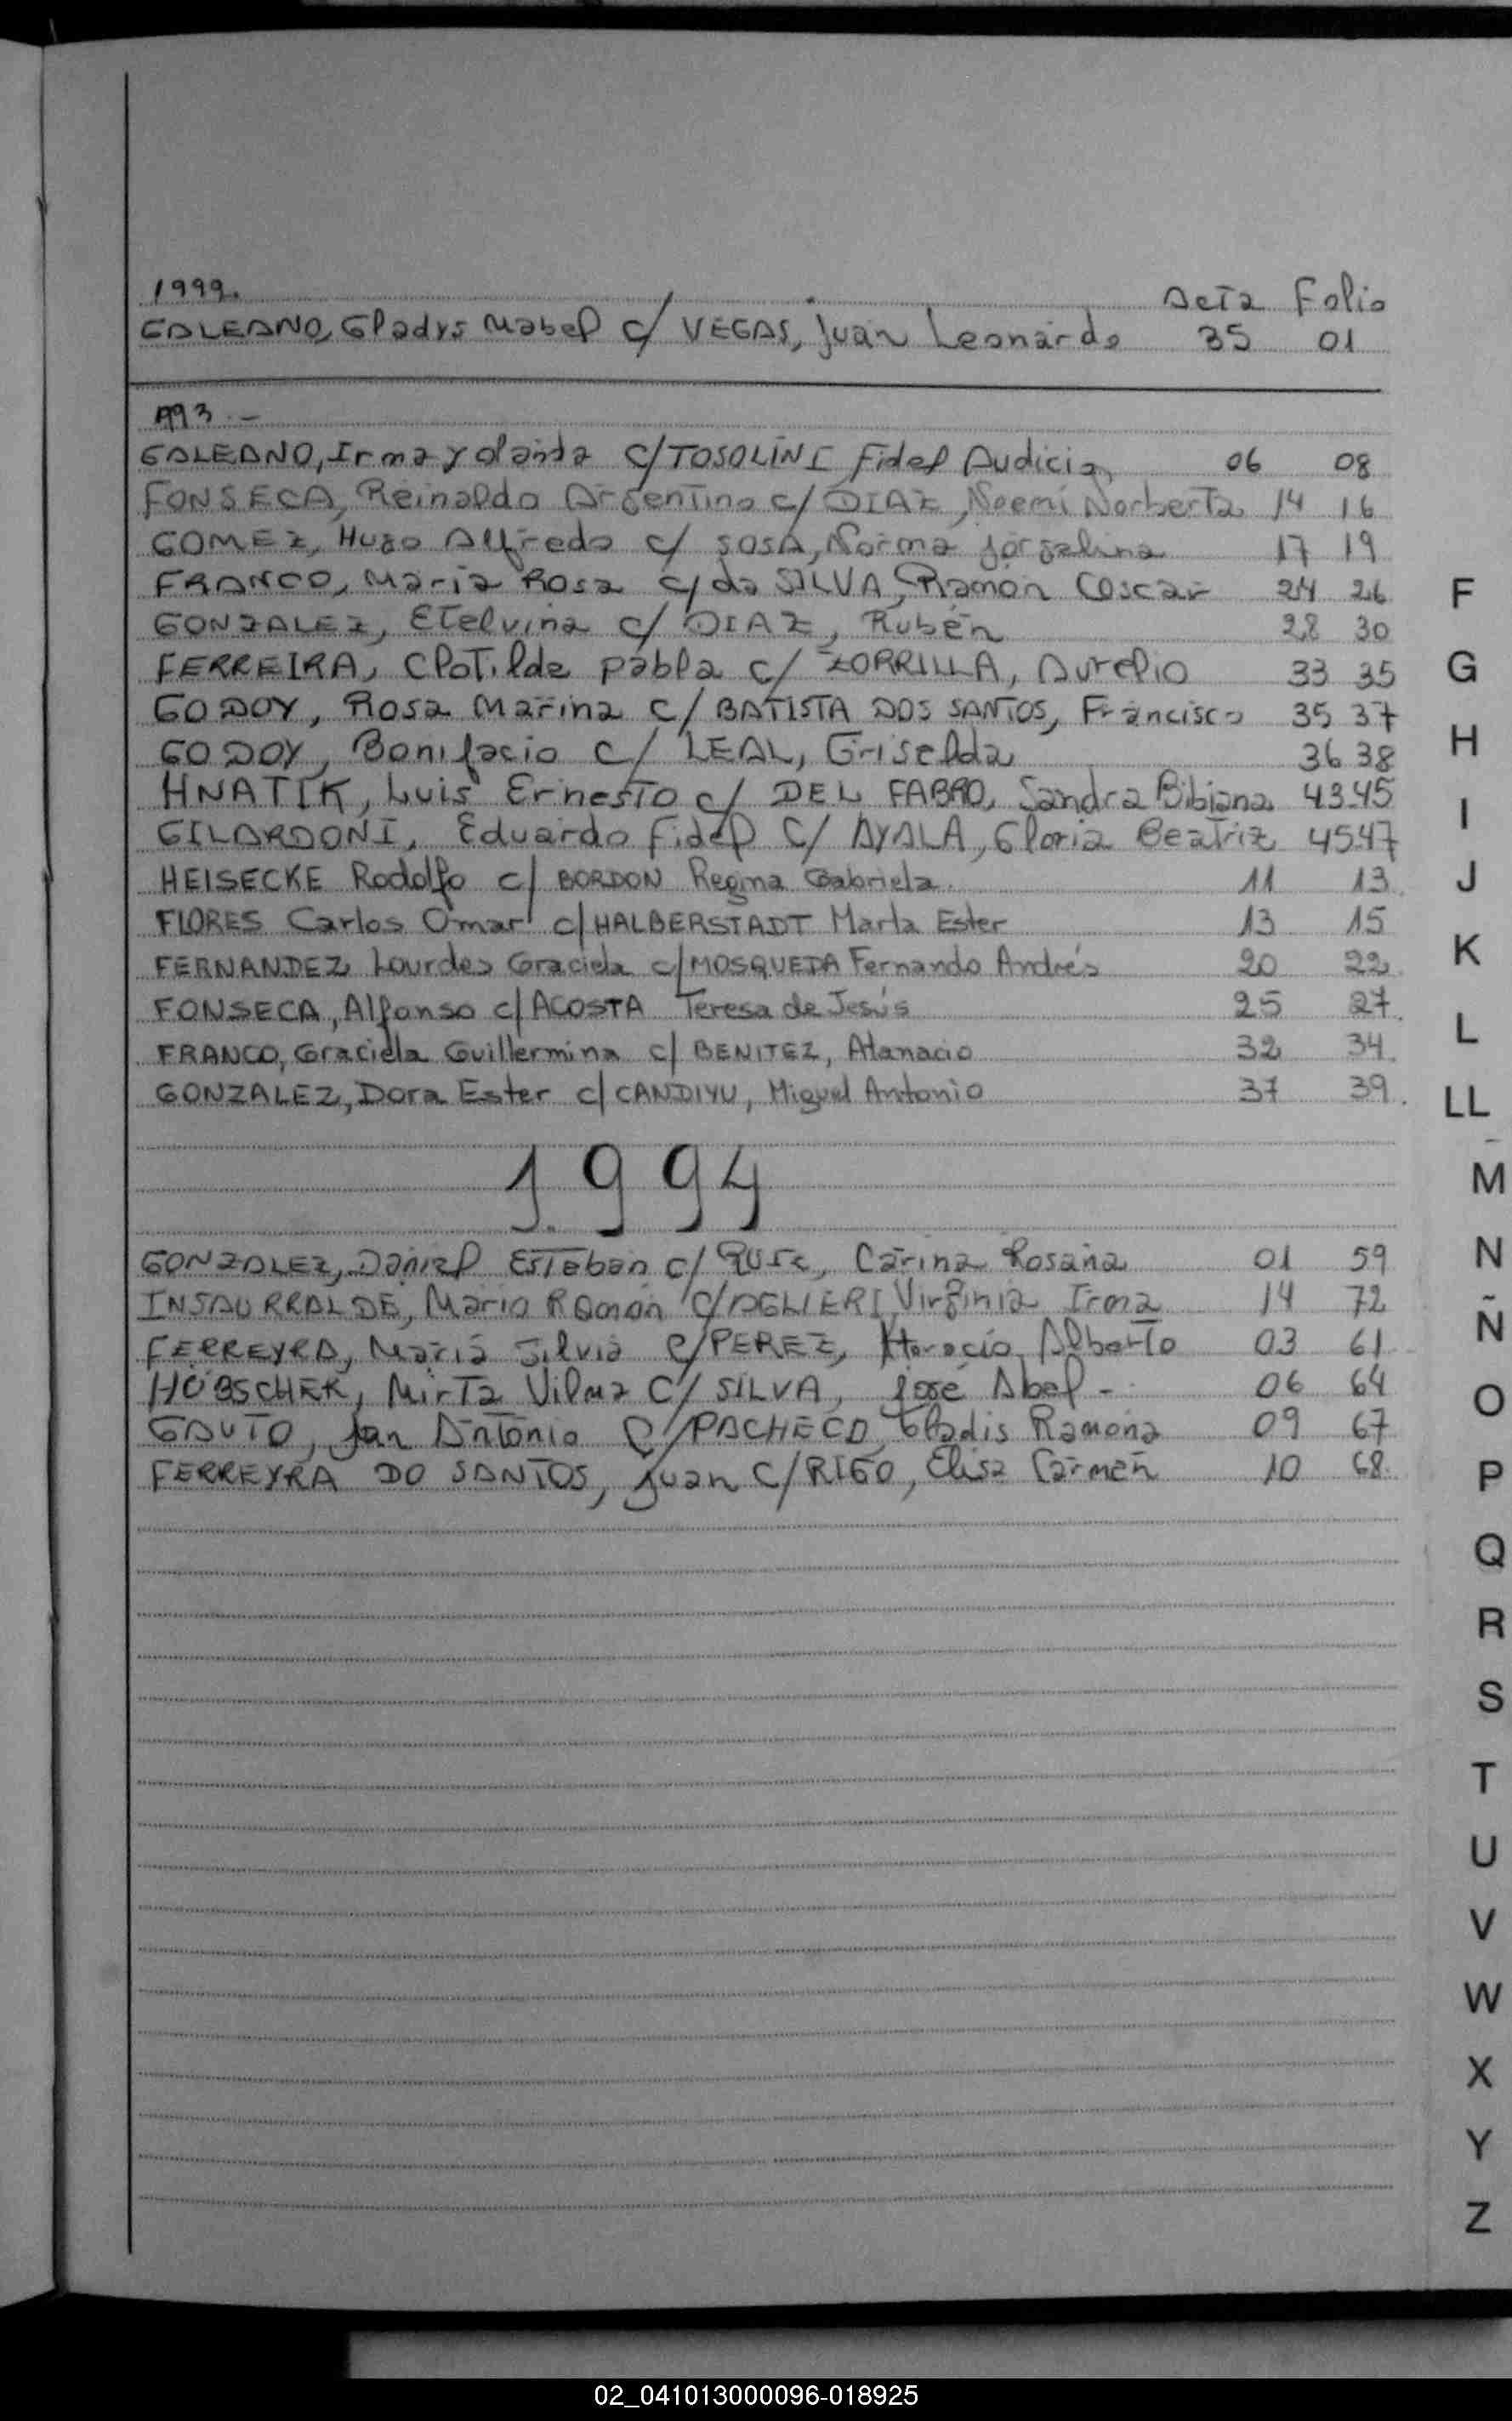 1999.
Acta Folio
GALEANO, Gladys Mabel c/ VEGAS, Juan Leonardo 35 01
1993.-
GALEANO, Irma Yolanda c/TOSOLINI Fidel Audicia, 06 08
FONSECA, Reinaldo Argentino c/ DIAZ, Noemí Norberta 14 16
GOMEZ, Hugo Alfredo c/ SOSA, Norma Jorgelina 17 19
FRANCO, Maria Rosa c/ da SILVA, Ramón Oscar 24 26
GONZALEZ, Etelvina c/ DIAZ, Rubén 28 30
FERREIRA, Clotilde Pabla c/ ZORRILLA, Aurelio 33 35
GODOY, Rosa Marina c/ BATISTA DOS SANTOS, Francisco 35 37
GODOY, Bonifacio c/ LEAL, Griselda 36 38
HNATIK, Luis Ernesto c/ DEL FABRO, Sandra Bibiana 43 45
GILARDONI, Eduardo Fidel c/ AYALA, Gloria Beatriz 45 47
HEISECKE Rodolfo c/ BORDON Regina Gabriela. 11 13.
FLORES Carlos Omar c/ HALBERSTADT Marta Ester 13 15
FERNANDEZ Lourdes Graciela c/ MOSQUEDA Fernando Andrés 20 22.
FONSECA, Alfonso c/ ACOSTA Teresa de Jesús 25 27.
FRANCO, Graciela Guillermina c/ BENITEZ, Atanacio 32 34.
GONZALEZ, Dora Ester c/ CANDIYU, Miguel Antonio 37 39.
1994
GONZALEZ, Daniel Esteban c/ , Carina Rosana 01 59
INSAURRALDE, Mario Ramón c/AGLIERI Virginia Irma 14 72
FERREYRA, María Silvia c/PEREZ, Horacio Alberto 03 61
HOBSCHEK, Mirta Vilma c/ SILVA, José Abel - 06 64
GAUTO, Jan Antonio c/PACHECO, Gladis Ramona 09 67
FERREYRA DO SANTOS, Juan c/RIGO, Elisa Carmen 10 68.
F
G
H
I
J
K
L
LL
M
N
Ñ
O
P
Q
R
S
T
U
V
W
X
Y
Z
02_041013000096-018925